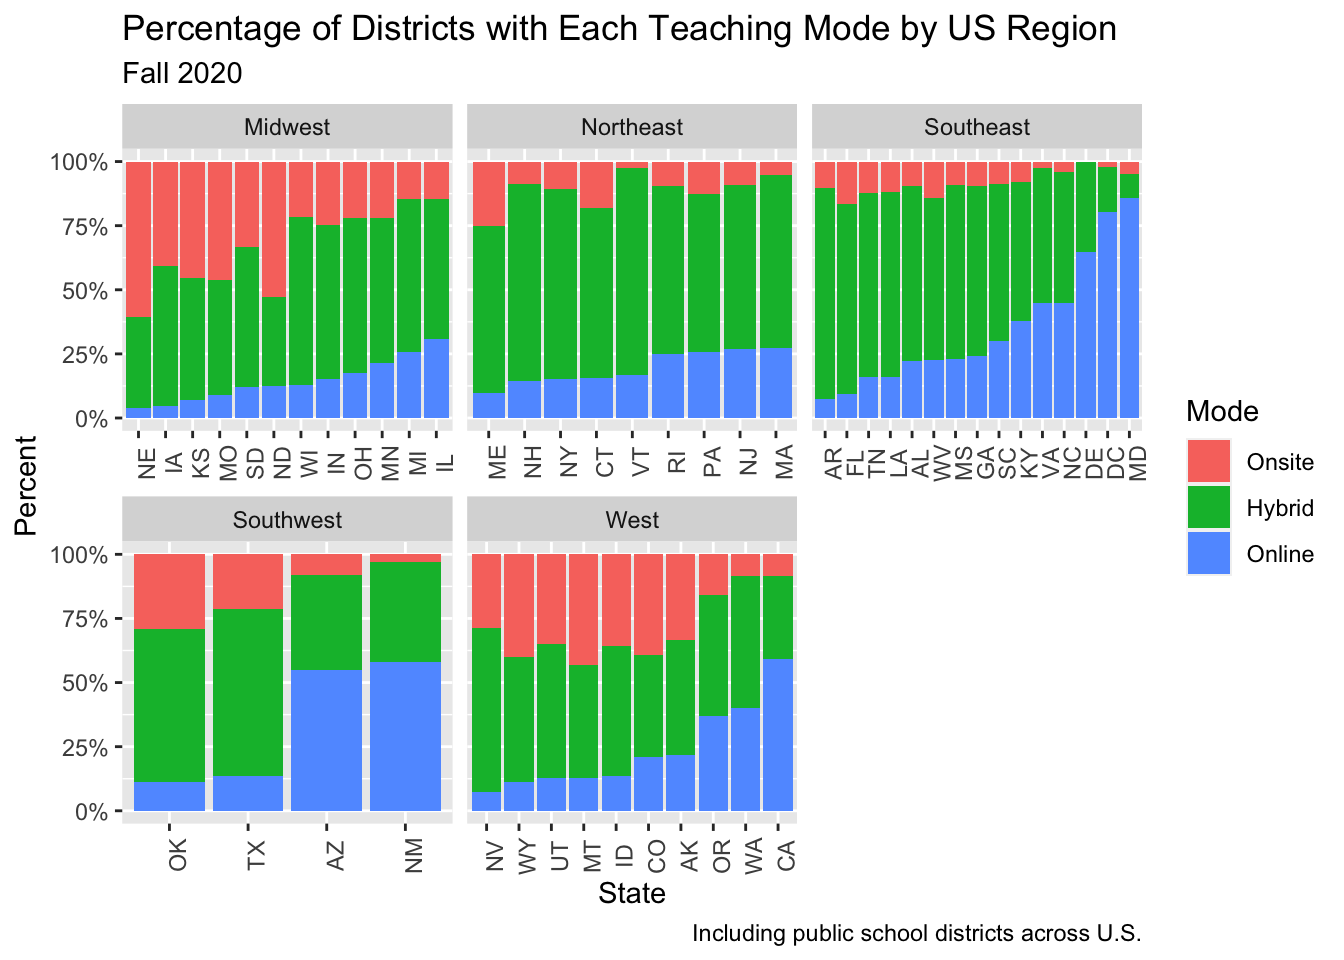 Percentage of Districts with Each Teaching Mode by US Region
Fall 2020
Midwest
Northeast
Southeast
100%
75%
50%
25%
0%
NE IA KS MO SD ND WI IN OH MN MI IL
ME NH NY CT VT RI PA NJ MA
AR FL TN LA AL WV MS GA SC KY VA NC DE DC MD
Percent
Southwest
West
100%
75%
50%
25%
0%
OK TX AZ NM
NV WY UT MT ID CO AK OR WA CA
State
Mode
Onsite
Hybrid
Online
Including public school districts across U.S.